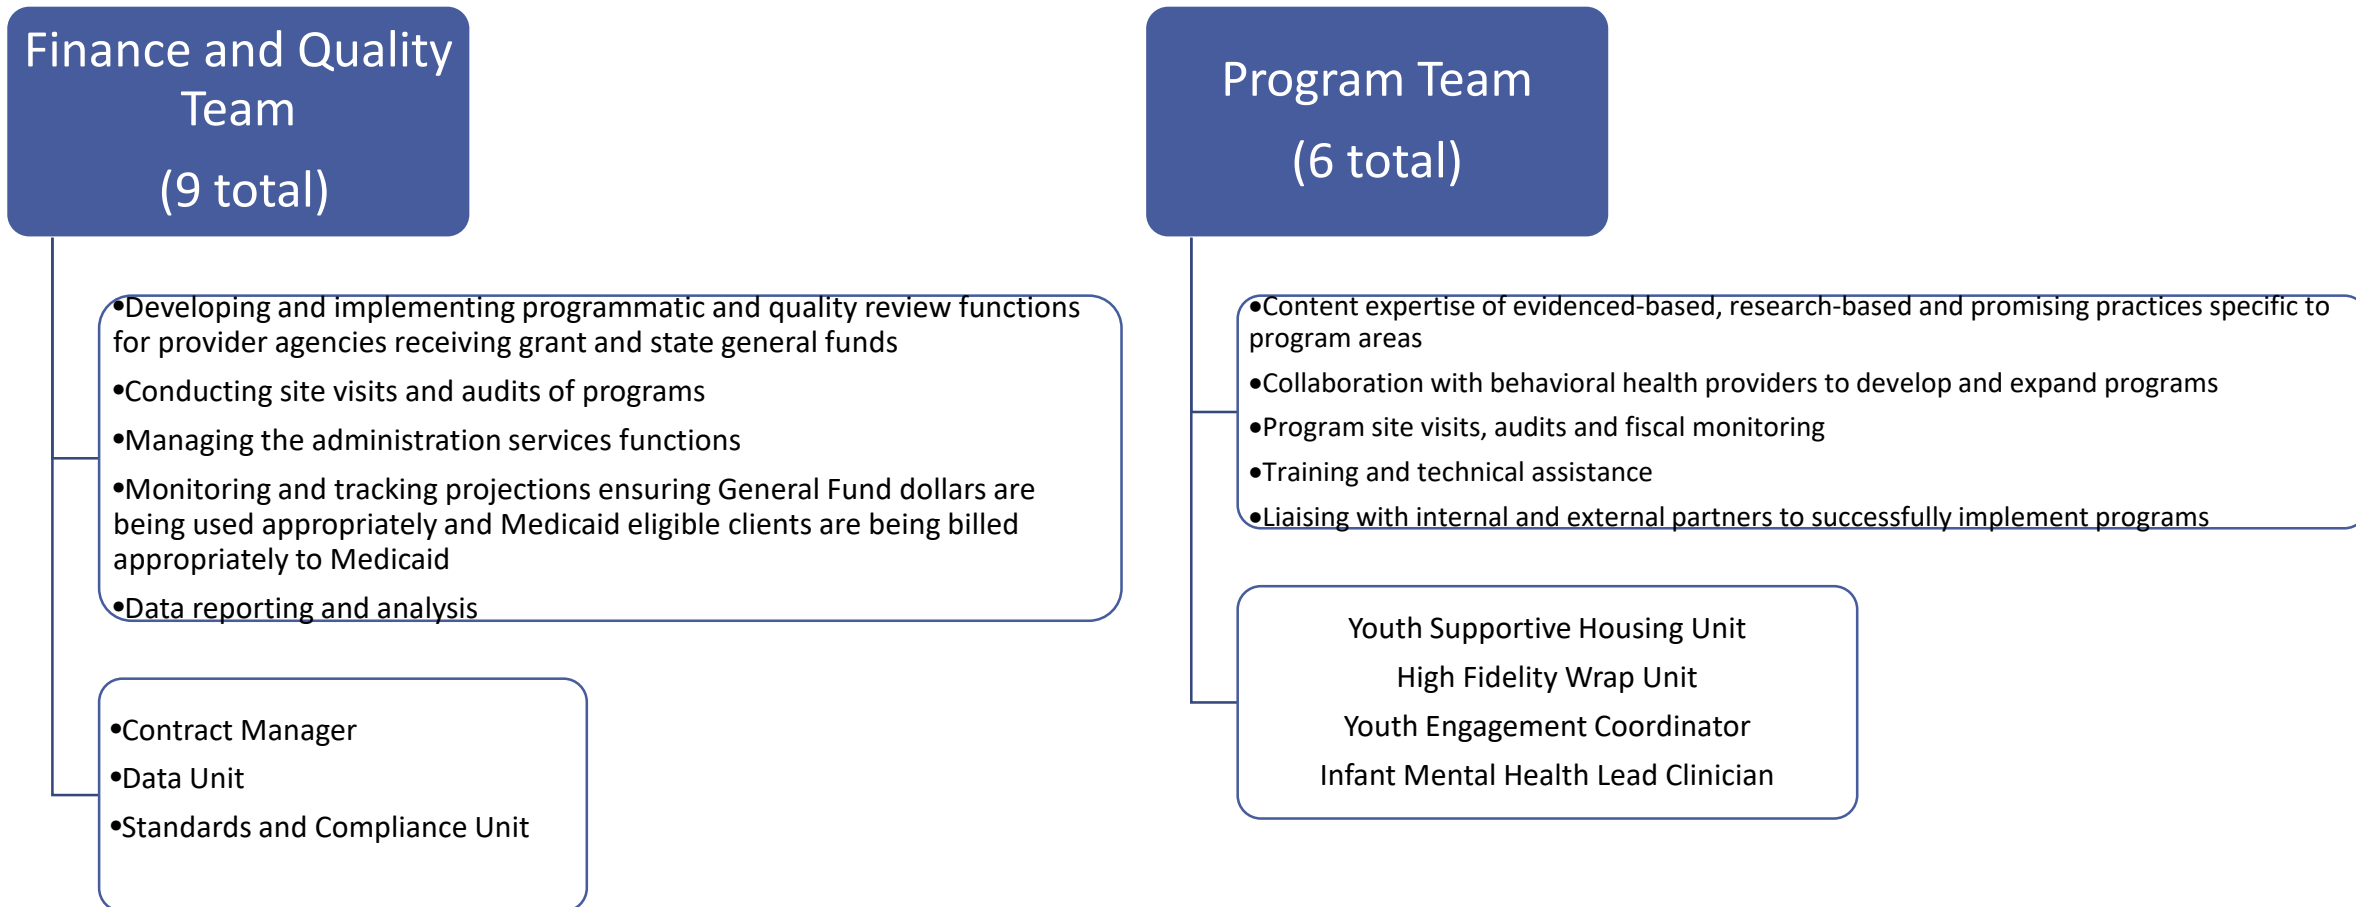 Finance and Quality
Team
(9 total)
•Developing and implementing programmatic and quality review functions
for provider agencies receiving grant and state general funds
•Conducting site visits and audits of programs
•Managing the administration services functions
•Monitoring and tracking projections ensuring General Fund dollars are
being used appropriately and Medicaid eligible clients are being billed
appropriately to Medicaid
•Data reporting and analysis
•Contract Manager
•Data Unit
•Standards and Compliance Unit
Program Team
(6 total)
•Content expertise of evidenced-based, research-based and promising practices specific to
program areas
•Collaboration with behavioral health providers to develop and expand programs
•Program site visits, audits and fiscal monitoring
•Training and technical assistance
•Liaising with internal and external partners to successfully implement programs
Youth Supportive Housing Unit
High Fidelity Wrap Unit
Youth Engagement Coordinator
Infant Mental Health Lead Clinician